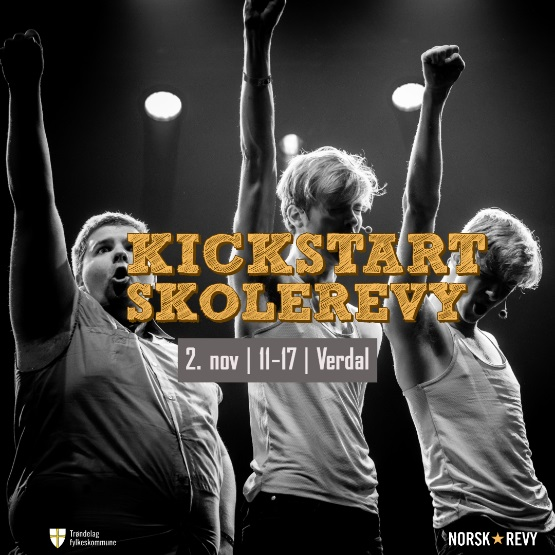 KICKSTART
SKOLEREVY
2. nov | 11-17 | Verdal
Trøndelag
fylkeskommune
NORSK★REVY